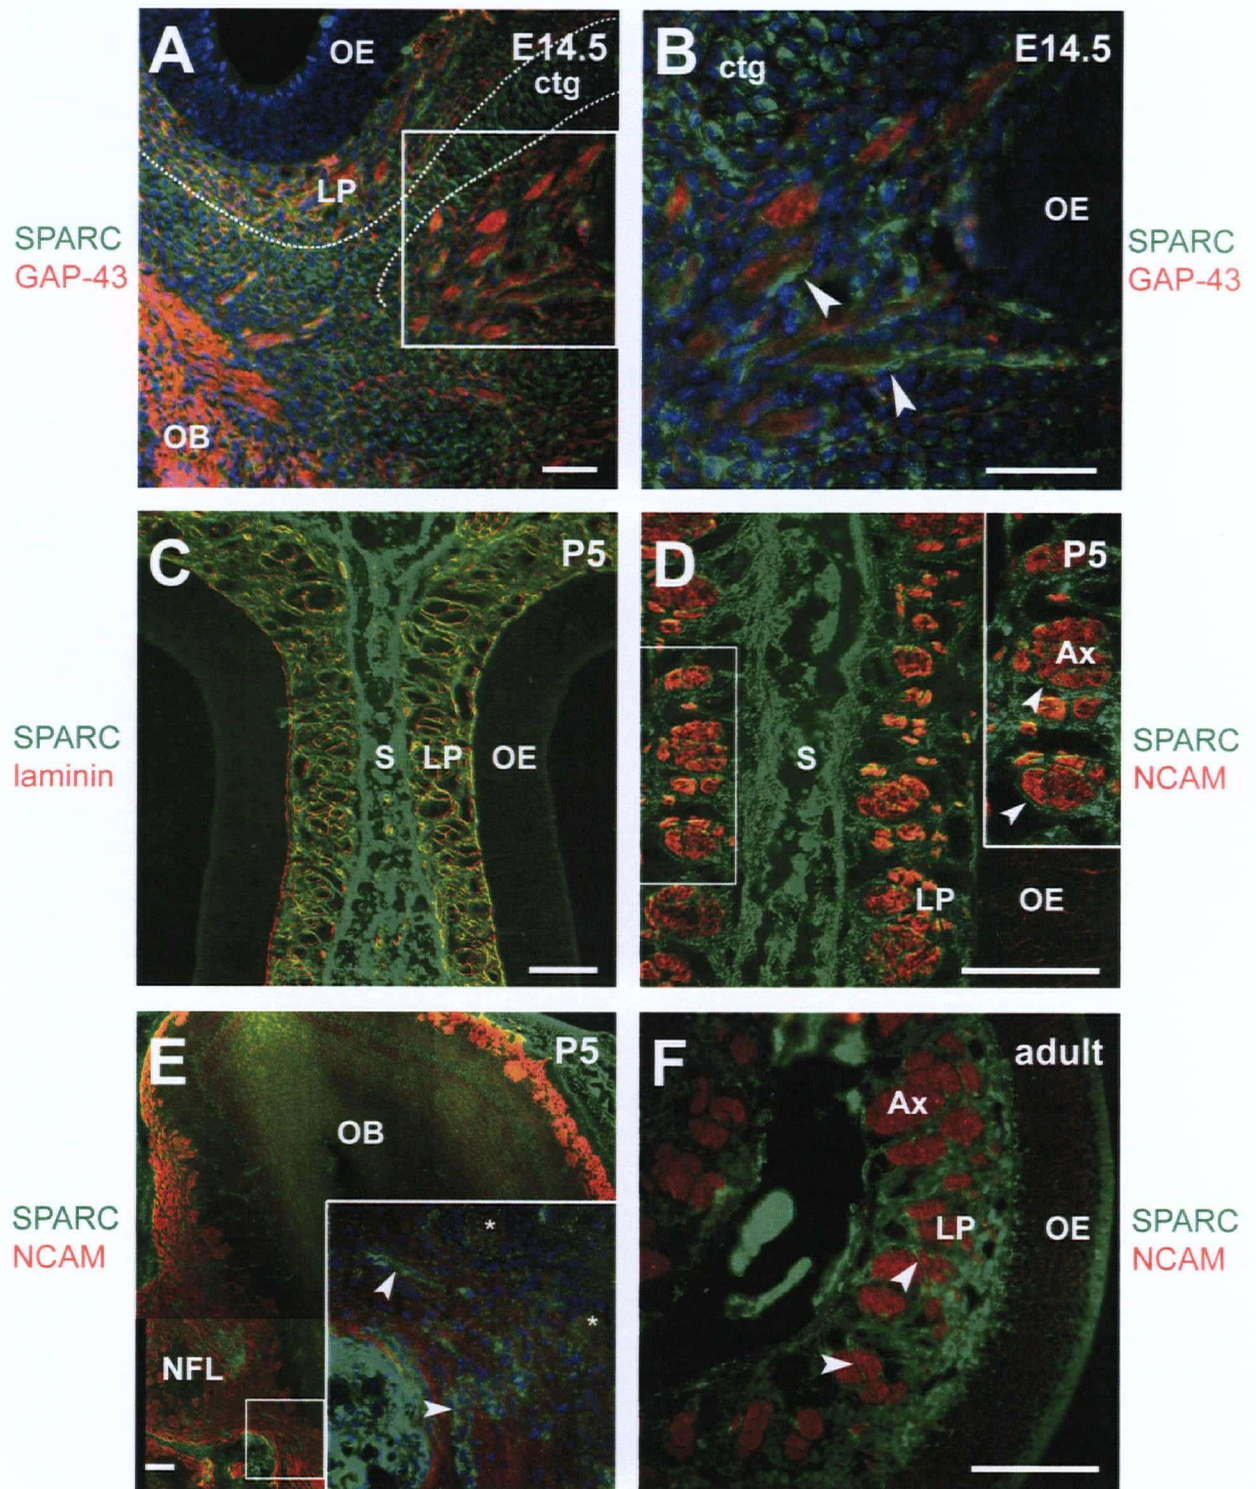 A
OE
E14.5
ctg
LP
OB
SPARC
GAP-43
B
ctg
E14.5
OE
SPARC
GAP-43
C
P5
S
LP
OE
SPARC
laminin
D
P5
Ax
S
LP
OE
SPARC
NCAM
E
P5
OB
*
*
NFL
SPARC
NCAM
F
adult
Ax
LP
OE
SPARC
NCAM